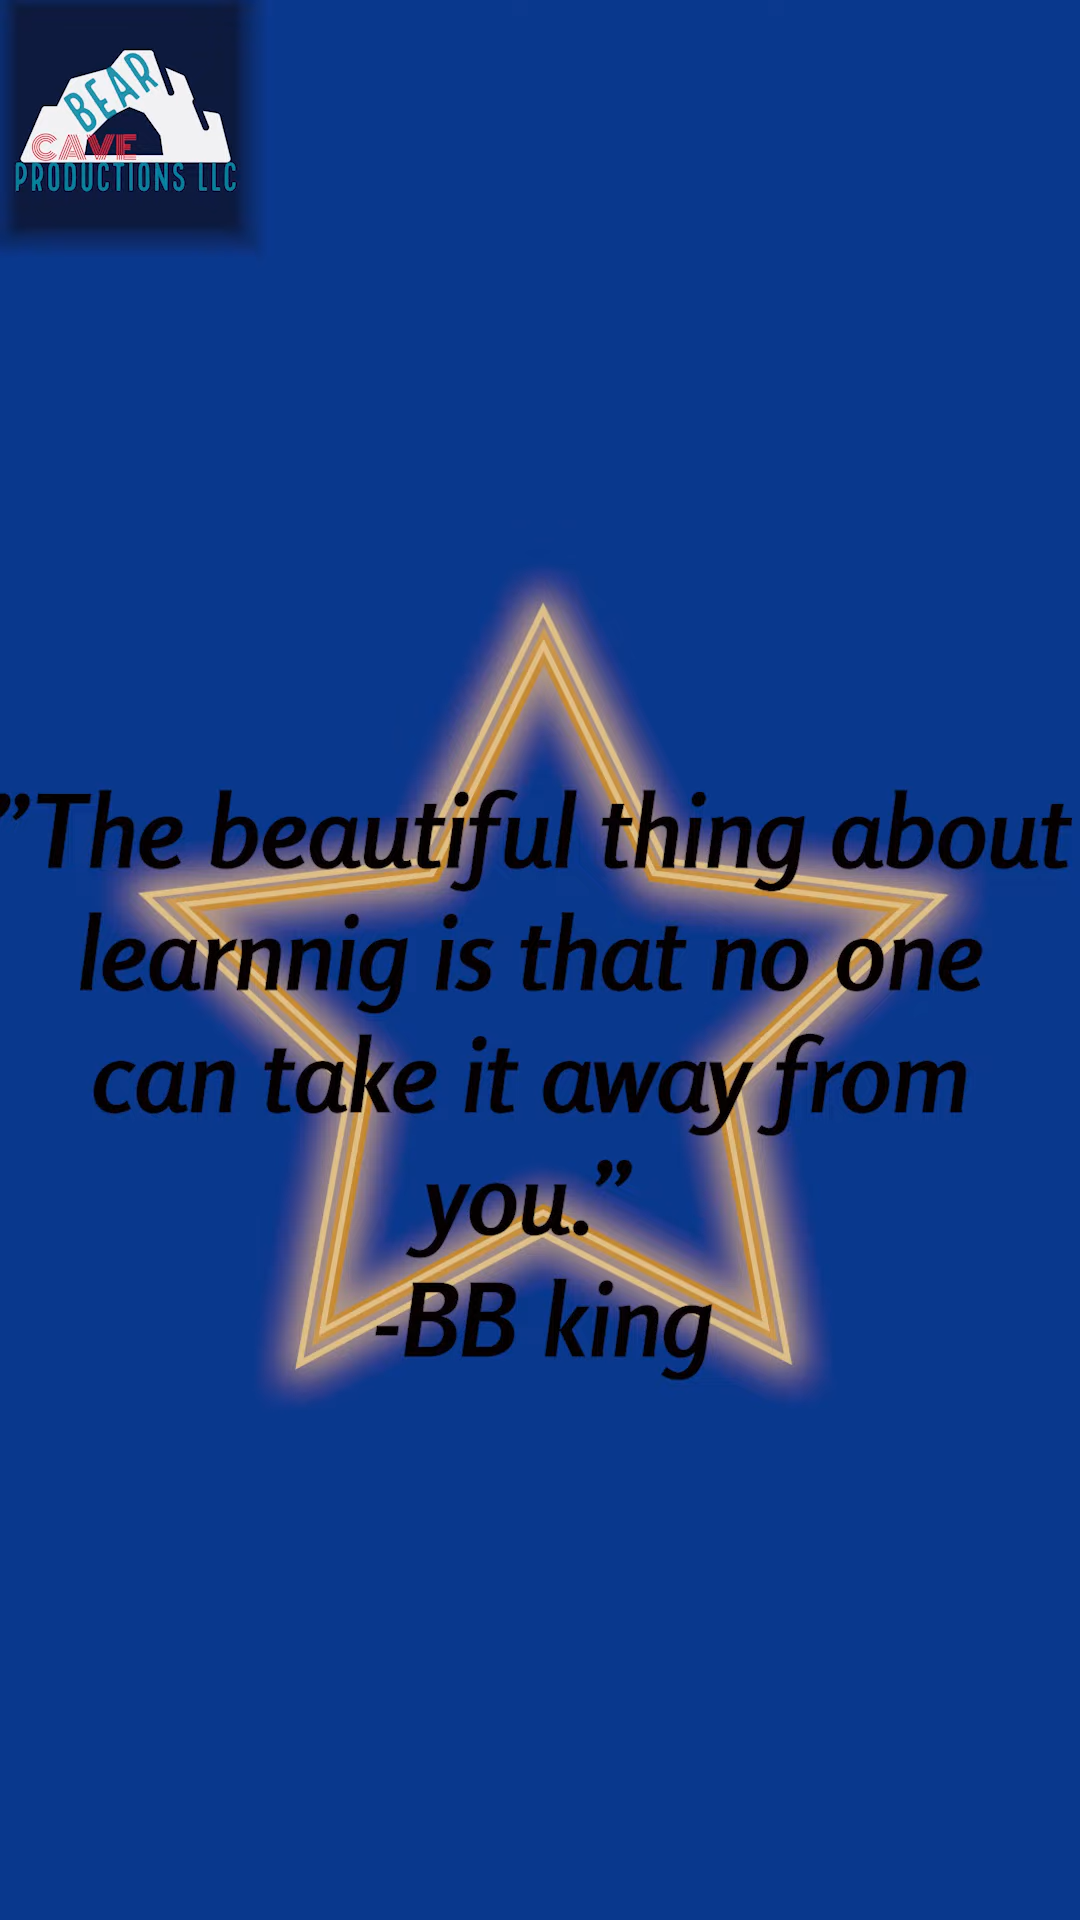 BEAR
CAVE
PRODUCTIONS LLC
”The beautiful thing about
learnnig is that no one
can take it away from
you.”
-BB king